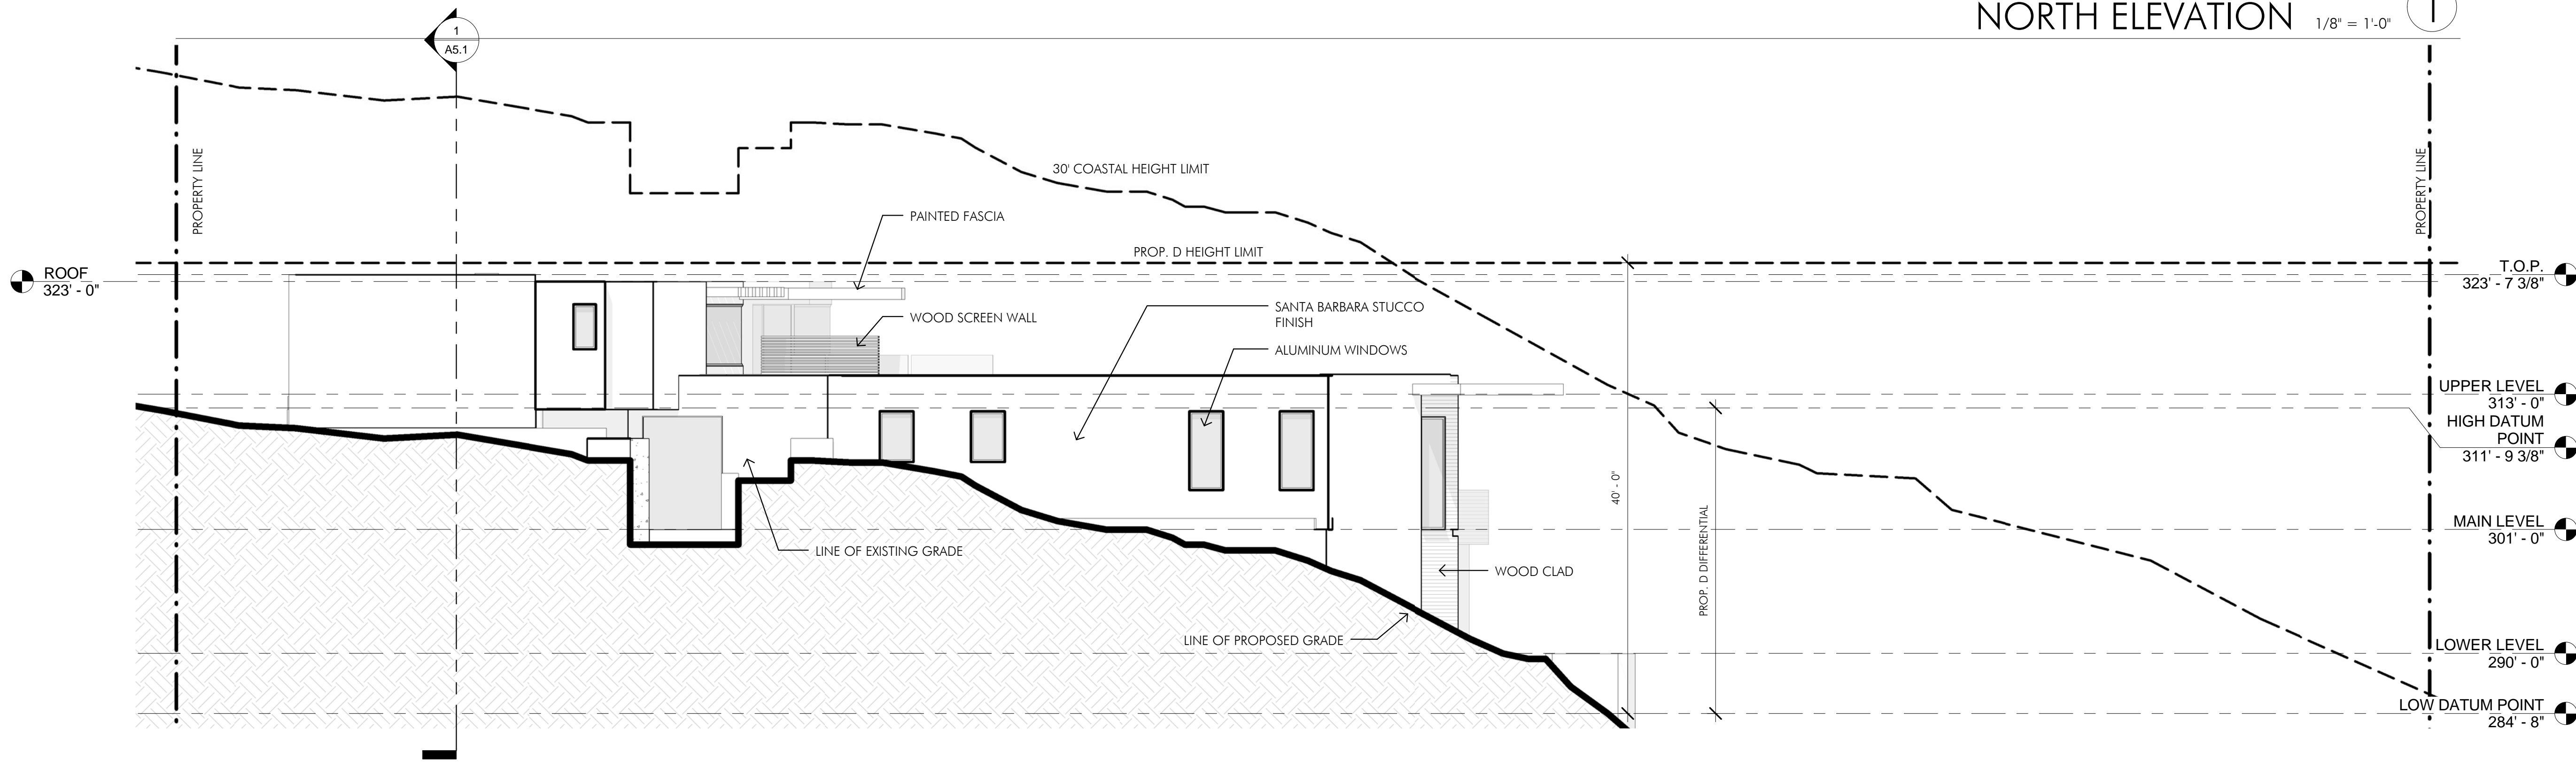 NORTH ELEVATION 1/8" = 1'-0" 1
1
A5.1
PROPERTY LINE
PROPERTY LINE
30' COASTAL HEIGHT LIMIT
PAINTED FASCIA
PROP. D HEIGHT LIMIT
ROOF
323' - 0"
T.O.P.
323' - 7 3/8"
WOOD SCREEN WALL
SANTA BARBARA STUCCO
FINISH
ALUMINUM WINDOWS
UPPER LEVEL
313' - 0"
HIGH DATUM
POINT
311' - 9 3/8"
40' - 0"
PROP. D DIFFERENTIAL
MAIN LEVEL
301' - 0"
LINE OF EXISTING GRADE
WOOD CLAD
LINE OF PROPOSED GRADE
LOWER LEVEL
290' - 0"
LOW DATUM POINT
284' - 8"